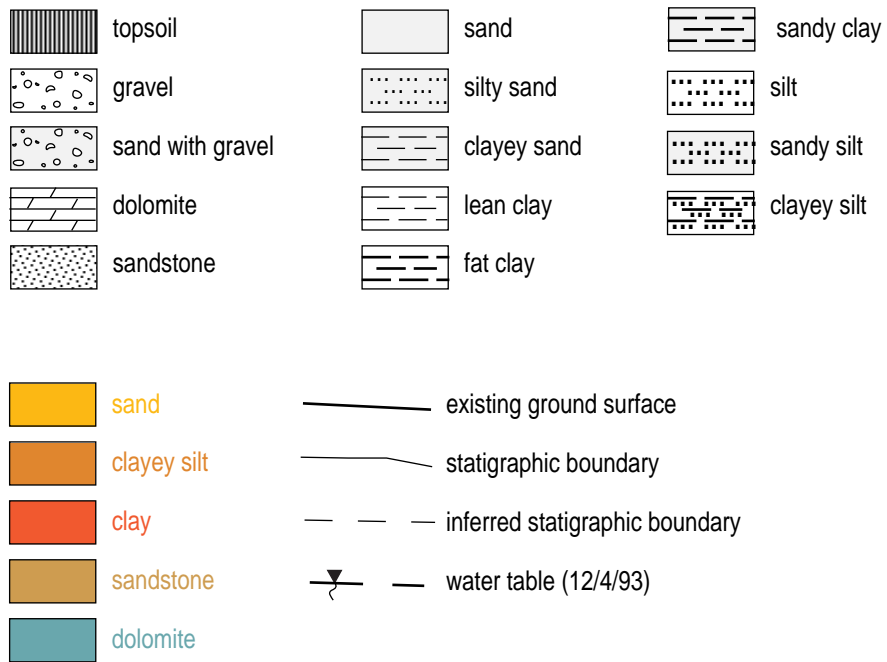 topsoil
gravel
sand with gravel
dolomite
sandstone
sand
silty sand
clayey sand
lean clay
fat clay
sandy clay
silt
sandy silt
clayey silt
sand
clayey silt
clay
sandstone
dolomite
existing ground surface
statigraphic boundary
inferred statigraphic boundary
water table (12/4/93)